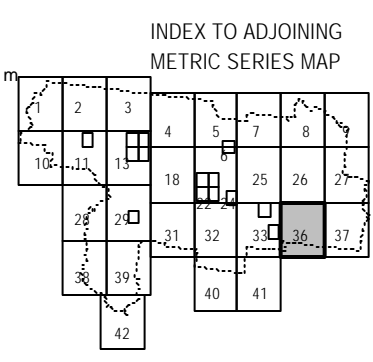 INDEX TO ADJOINING
METRIC SERIES MAP
m
1 2 3
4 5 7 8 9
6
10 11 13
18 25 26 27
22 24
28 29
31 32 33 36 37
38 39
40 41
42